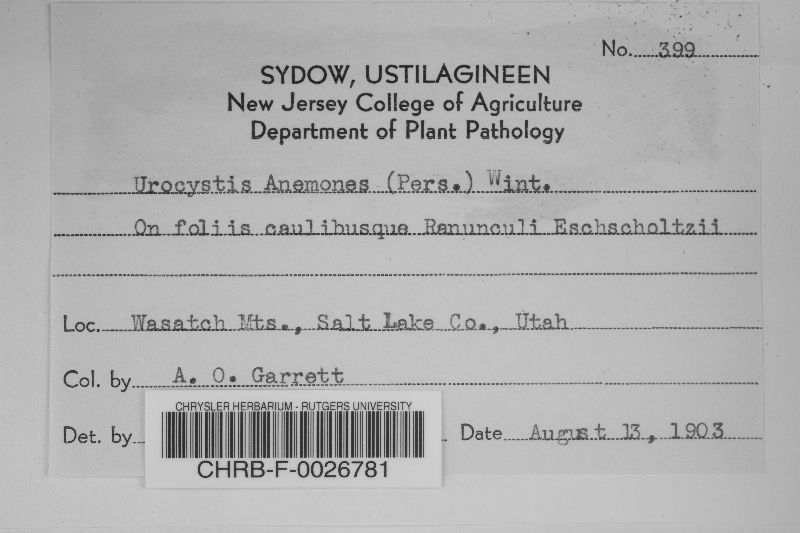 No. 399
SYDOW, USTILAGINEEN
New Jersey College of Agriculture
Department of Plant Pathology
Urocystis Anemones (Pers.) Wint.
On foliis caulibusque Ranunculi Eschscholtzii
Loc. Wasatch Mts., Salt Lake Co., Utah
Col. by A. O. Garrett
Det. by
Date August 13, 1903
CHRYSLER HERBARIUM - RUTGERS UNIVERSITY
CHRB-F-0026781